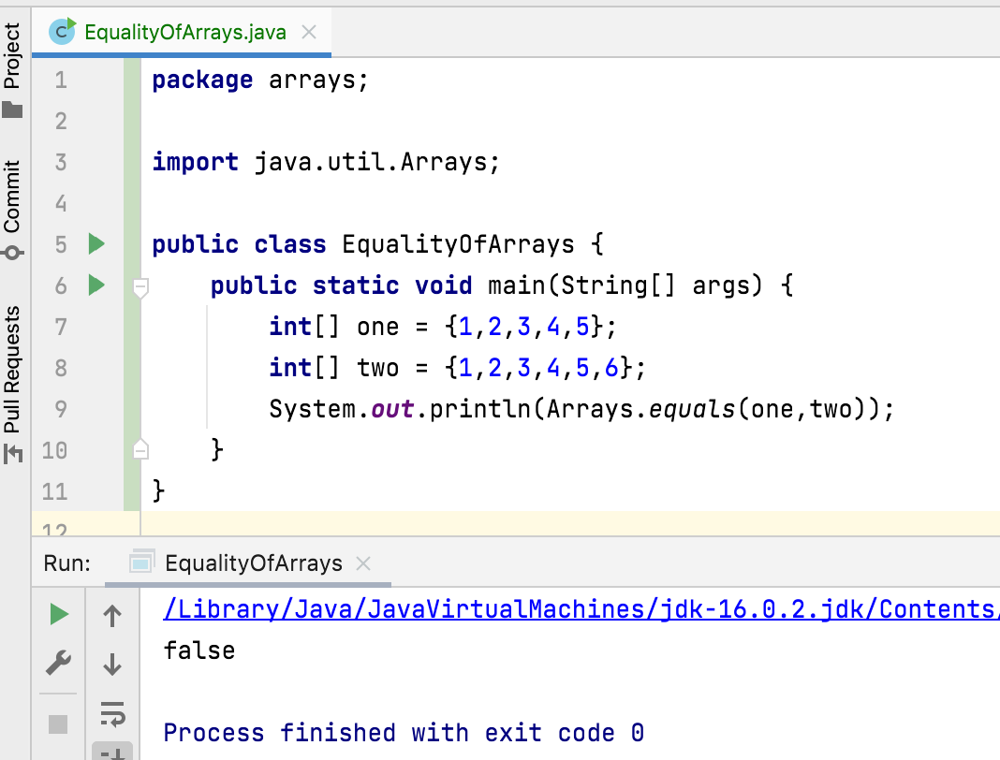 EqualityOfArrays.java
Project
Commit
Pull Requests
1 package arrays;
2
3 import java.util.Arrays;
4
5 public class EqualityOfArrays {
6     public static void main(String[] args) {
7         int[] one = {1,2,3,4,5};
8         int[] two = {1,2,3,4,5,6};
9         System.out.println(Arrays.equals(one,two));
10     }
11 }
12
Run: EqualityOfArrays
/Library/Java/JavaVirtualMachines/jdk-16.0.2.jdk/Contents/
false
Process finished with exit code 0